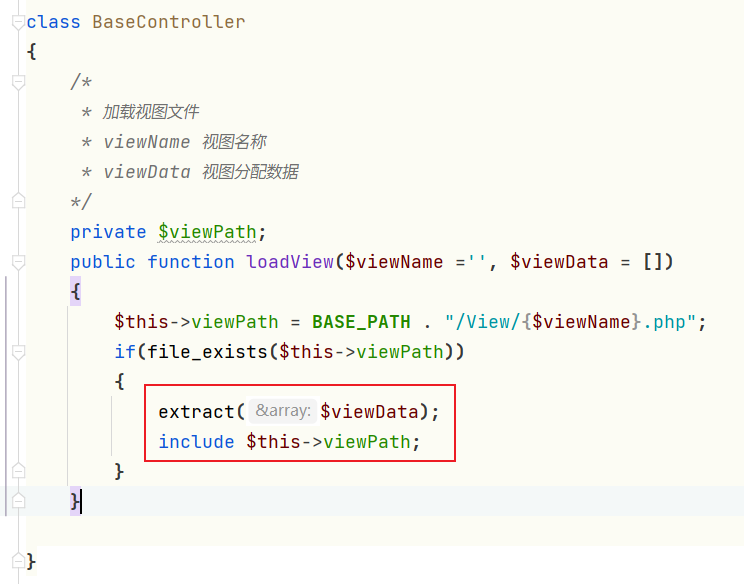 class BaseController
{
/*
* 加载视图文件
* viewName 视图名称
* viewData 视图分配数据
*/
private $viewPath;
public function loadView($viewName ='', $viewData = [])
{
$this->viewPath = BASE_PATH . "/View/{$viewName}.php";
if(file_exists($this->viewPath))
{
extract( &array: $viewData);
include $this->viewPath;
}
}
}